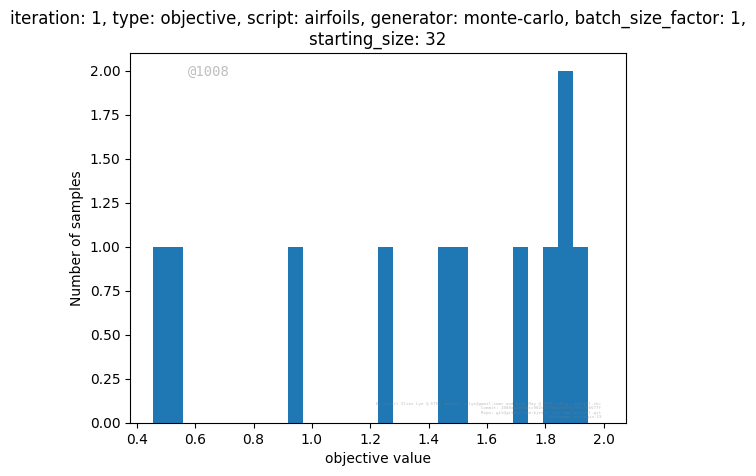 iteration: 1, type: objective, script: airfoils, generator: monte-carlo, batch_size_factor: 1,
starting_size: 32
@1008
2.00
1.75
1.50
1.25
1.00
0.75
0.50
0.25
0.00
Number of samples
0.4 0.6 0.8 1.0 1.2 1.4 1.6 1.8 2.0
objective value